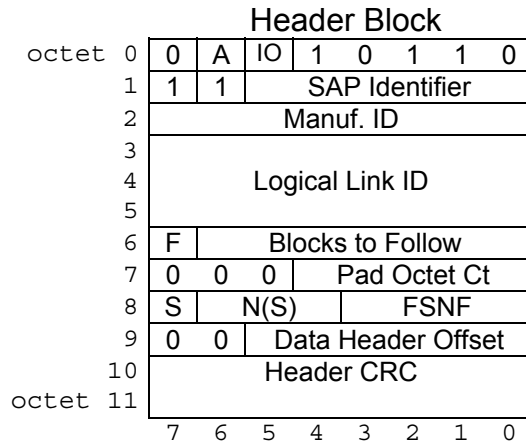 Header Block
octet 0 0 A IO 1 0 1 1 0
1 1 1 SAP Identifier
2 Manuf. ID
3
4 Logical Link ID
5
6 F Blocks to Follow
7 0 0 0 Pad Octet Ct
8 S N(S) FSNF
9 0 0 Data Header Offset
10 Header CRC
octet 11
7 6 5 4 3 2 1 0